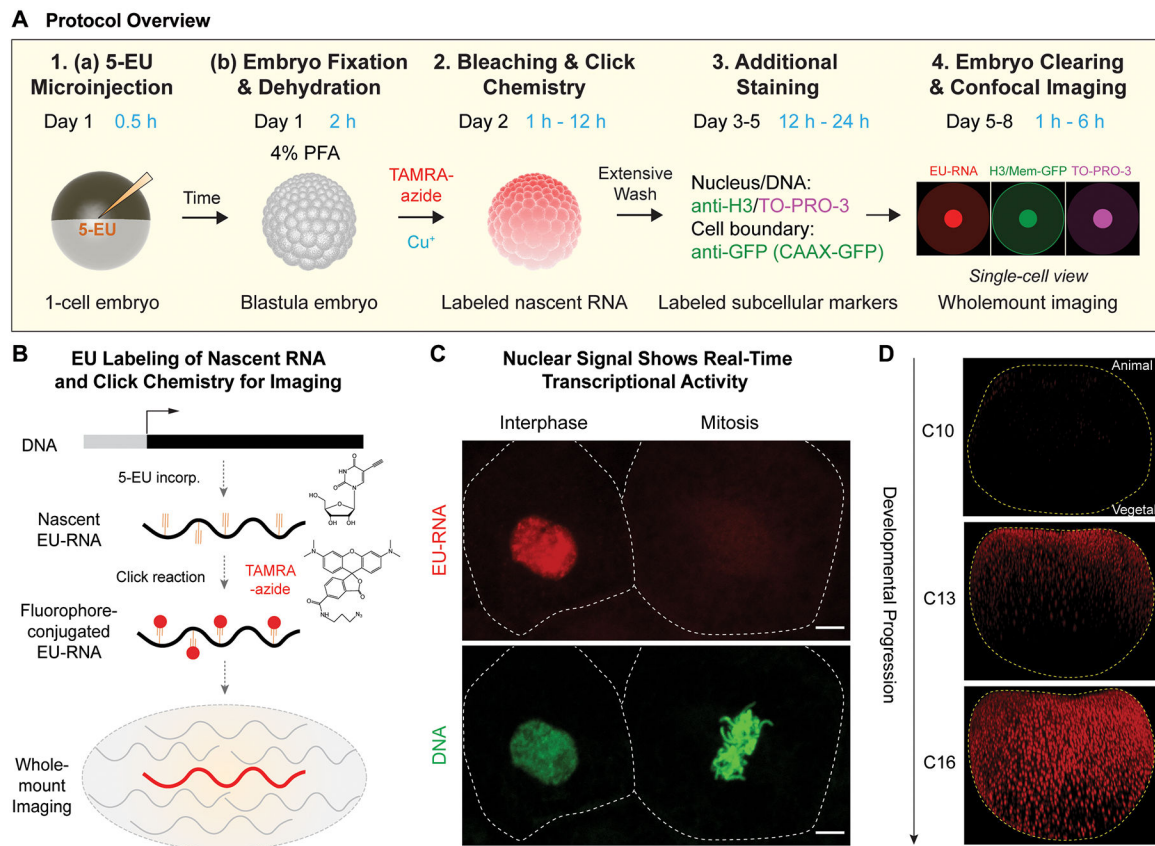 A Protocol Overview
1. (a) 5-EU
Microinjection
Day 1 0.5 h
5-EU
1-cell embryo
Time
(b) Embryo Fixation
& Dehydration
Day 1 2 h
4% PFA
Blastula embryo
TAMRA-
azide
Cu⁺
2. Bleaching & Click
Chemistry
Day 2 1 h - 12 h
Labeled nascent RNA
Extensive
Wash
3. Additional
Staining
Day 3-5 12 h - 24 h
Nucleus/DNA:
anti-H3/TO-PRO-3
Cell boundary:
anti-GFP (CAAX-GFP)
Labeled subcellular markers
4. Embryo Clearing
& Confocal Imaging
Day 5-8 1 h - 6 h
EU-RNA H3/Mem-GFP TO-PRO-3
Single-cell view
Wholemount imaging
B EU Labeling of Nascent RNA
and Click Chemistry for Imaging
DNA
5-EU incorp.
Nascent
EU-RNA
O
HN
O
N
HO
O
OH OH
Click reaction
TAMRA
-azide
N
O
N
O
O
O
NH
N₃
Fluorophore-
conjugated
EU-RNA
Whole-
mount
Imaging
C Nuclear Signal Shows Real-Time
Transcriptional Activity
Interphase Mitosis
EU-RNA
DNA
D
Developmental Progression
Animal
C10
Vegetal
C13
C16